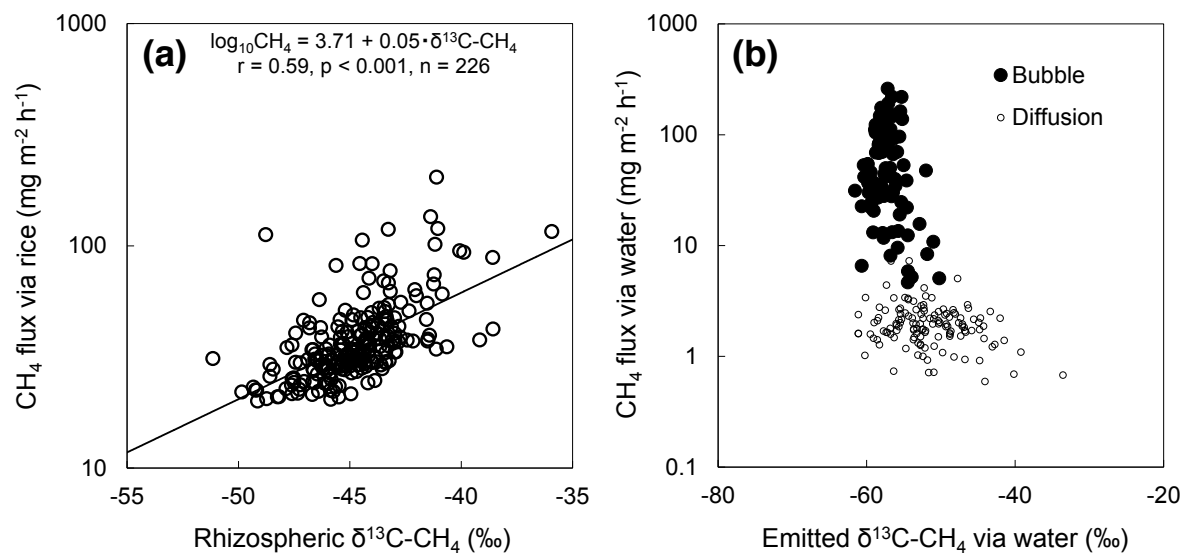 (a)
log₁₀CH₄ = 3.71 + 0.05·δ¹³C-CH₄
r = 0.59, p < 0.001, n = 226
1000
100
10
-55 -50 -45 -40 -35
CH₄ flux via rice (mg m⁻² h⁻¹)
Rhizospheric δ¹³C-CH₄ (‰)
(b)
Bubble
Diffusion
1000
100
10
1
0.1
-80 -60 -40 -20
CH₄ flux via water (mg m⁻² h⁻¹)
Emitted δ¹³C-CH₄ via water (‰)